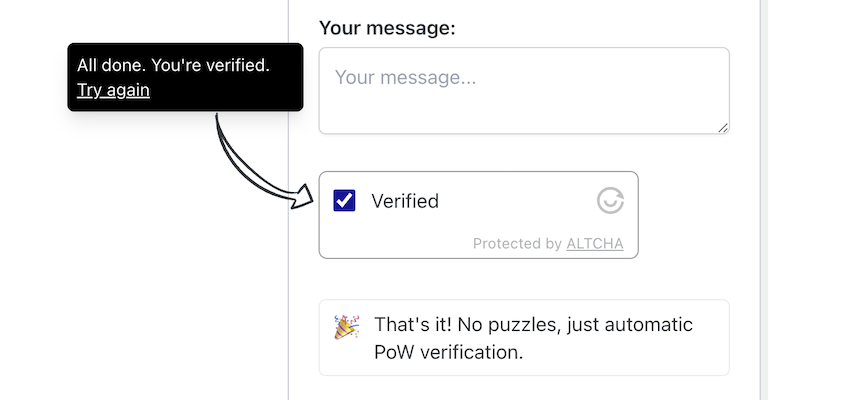 Your message:
All done. You're verified.
Try again
Your message...
Verified
Protected by ALTCHA
That's it! No puzzles, just automatic
PoW verification.